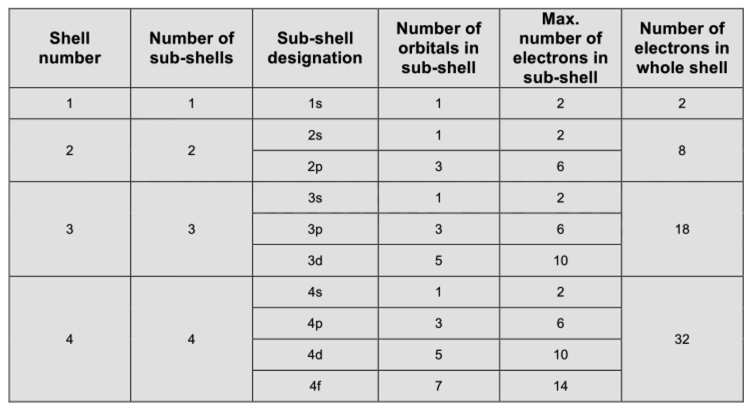 Shell number | Number of sub-shells | Sub-shell designation | Number of orbitals in sub-shell | Max. number of electrons in sub-shell | Number of electrons in whole shell
1 | 1 | 1s | 1 | 2 | 2
2 | 2 | 2s | 1 | 2 | 8
2p | 3 | 6
3 | 3 | 3s | 1 | 2 | 18
3p | 3 | 6
3d | 5 | 10
4 | 4 | 4s | 1 | 2 | 32
4p | 3 | 6
4d | 5 | 10
4f | 7 | 14